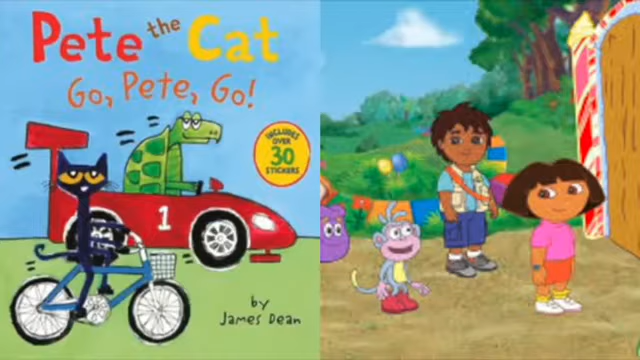 Pete the Cat
Go, Pete, Go!
INCLUDES
OVER
30
STICKERS
1
by
James Dean